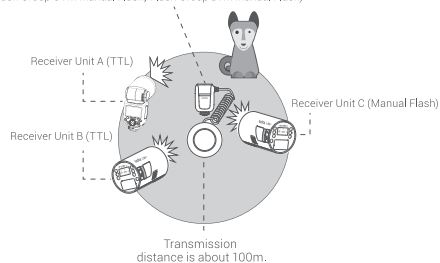 Receiver Unit A (TTL)
Receiver Unit C (Manual Flash)
Receiver Unit B (TTL)
Transmission
distance is about 100m.